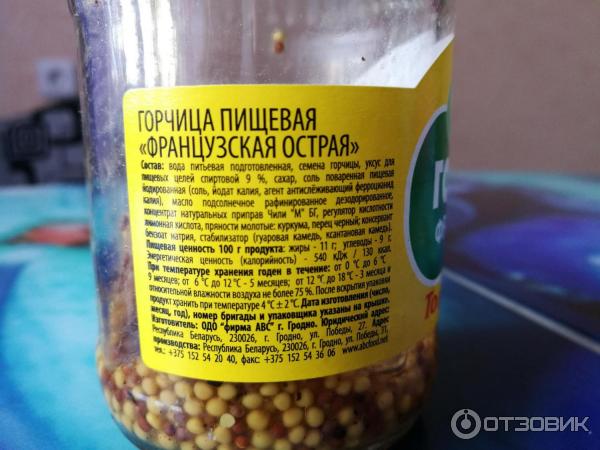 ГОРЧИЦА ПИЩЕВАЯ
«ФРАНЦУЗСКАЯ ОСТРАЯ»
Состав: вода питьевая подготовленная, семена горчицы, уксус для
пищевых целей спиртовой 9 %, сахар, соль поваренная пищевая
йодированная (соль, йодат калия, агент антислёживающий ферроцианид
калия), масло подсолнечное рафинированное дезодорированное,
концентрат натуральных приправ Чили "М" БГ, регулятор кислотности
лимонная кислота, пряности молотые: куркума, перец черный; консервант
бензоат натрия, стабилизатор (гуаровая камедь, ксантановая камедь).
Пищевая ценность 100 г продукта: жиры - 11 г; углеводы - 9 г.
Энергетическая ценность (калорийность) - 540 кДж / 130 ккал.
При температуре хранения годен в течение: от 0 °С до 6 °С
9 месяцев; от 6 °С до 12 °С - 5 месяцев; от 12 °С до 18 °С - 3 месяца и
относительной влажности воздуха не более 75 %. После вскрытия упаковки
продукт хранить при температуре 4 °С ± 2 °С. Дата изготовления (число,
месяц, год), номер бригады и упаковщика указаны на крышке.
Изготовитель: ОДО "фирма АВС" г. Гродно. Юридический адрес:
Республика Беларусь, 230026, г. Гродно, ул. Победы, 27. Адрес
производства: Республика Беларусь, 230026, г. Гродно, ул. Победы, 31,
тел.: +375 152 54 20 40, факс: +375 152 54 36 06. www.abcfood.net
ОТЗОВИК